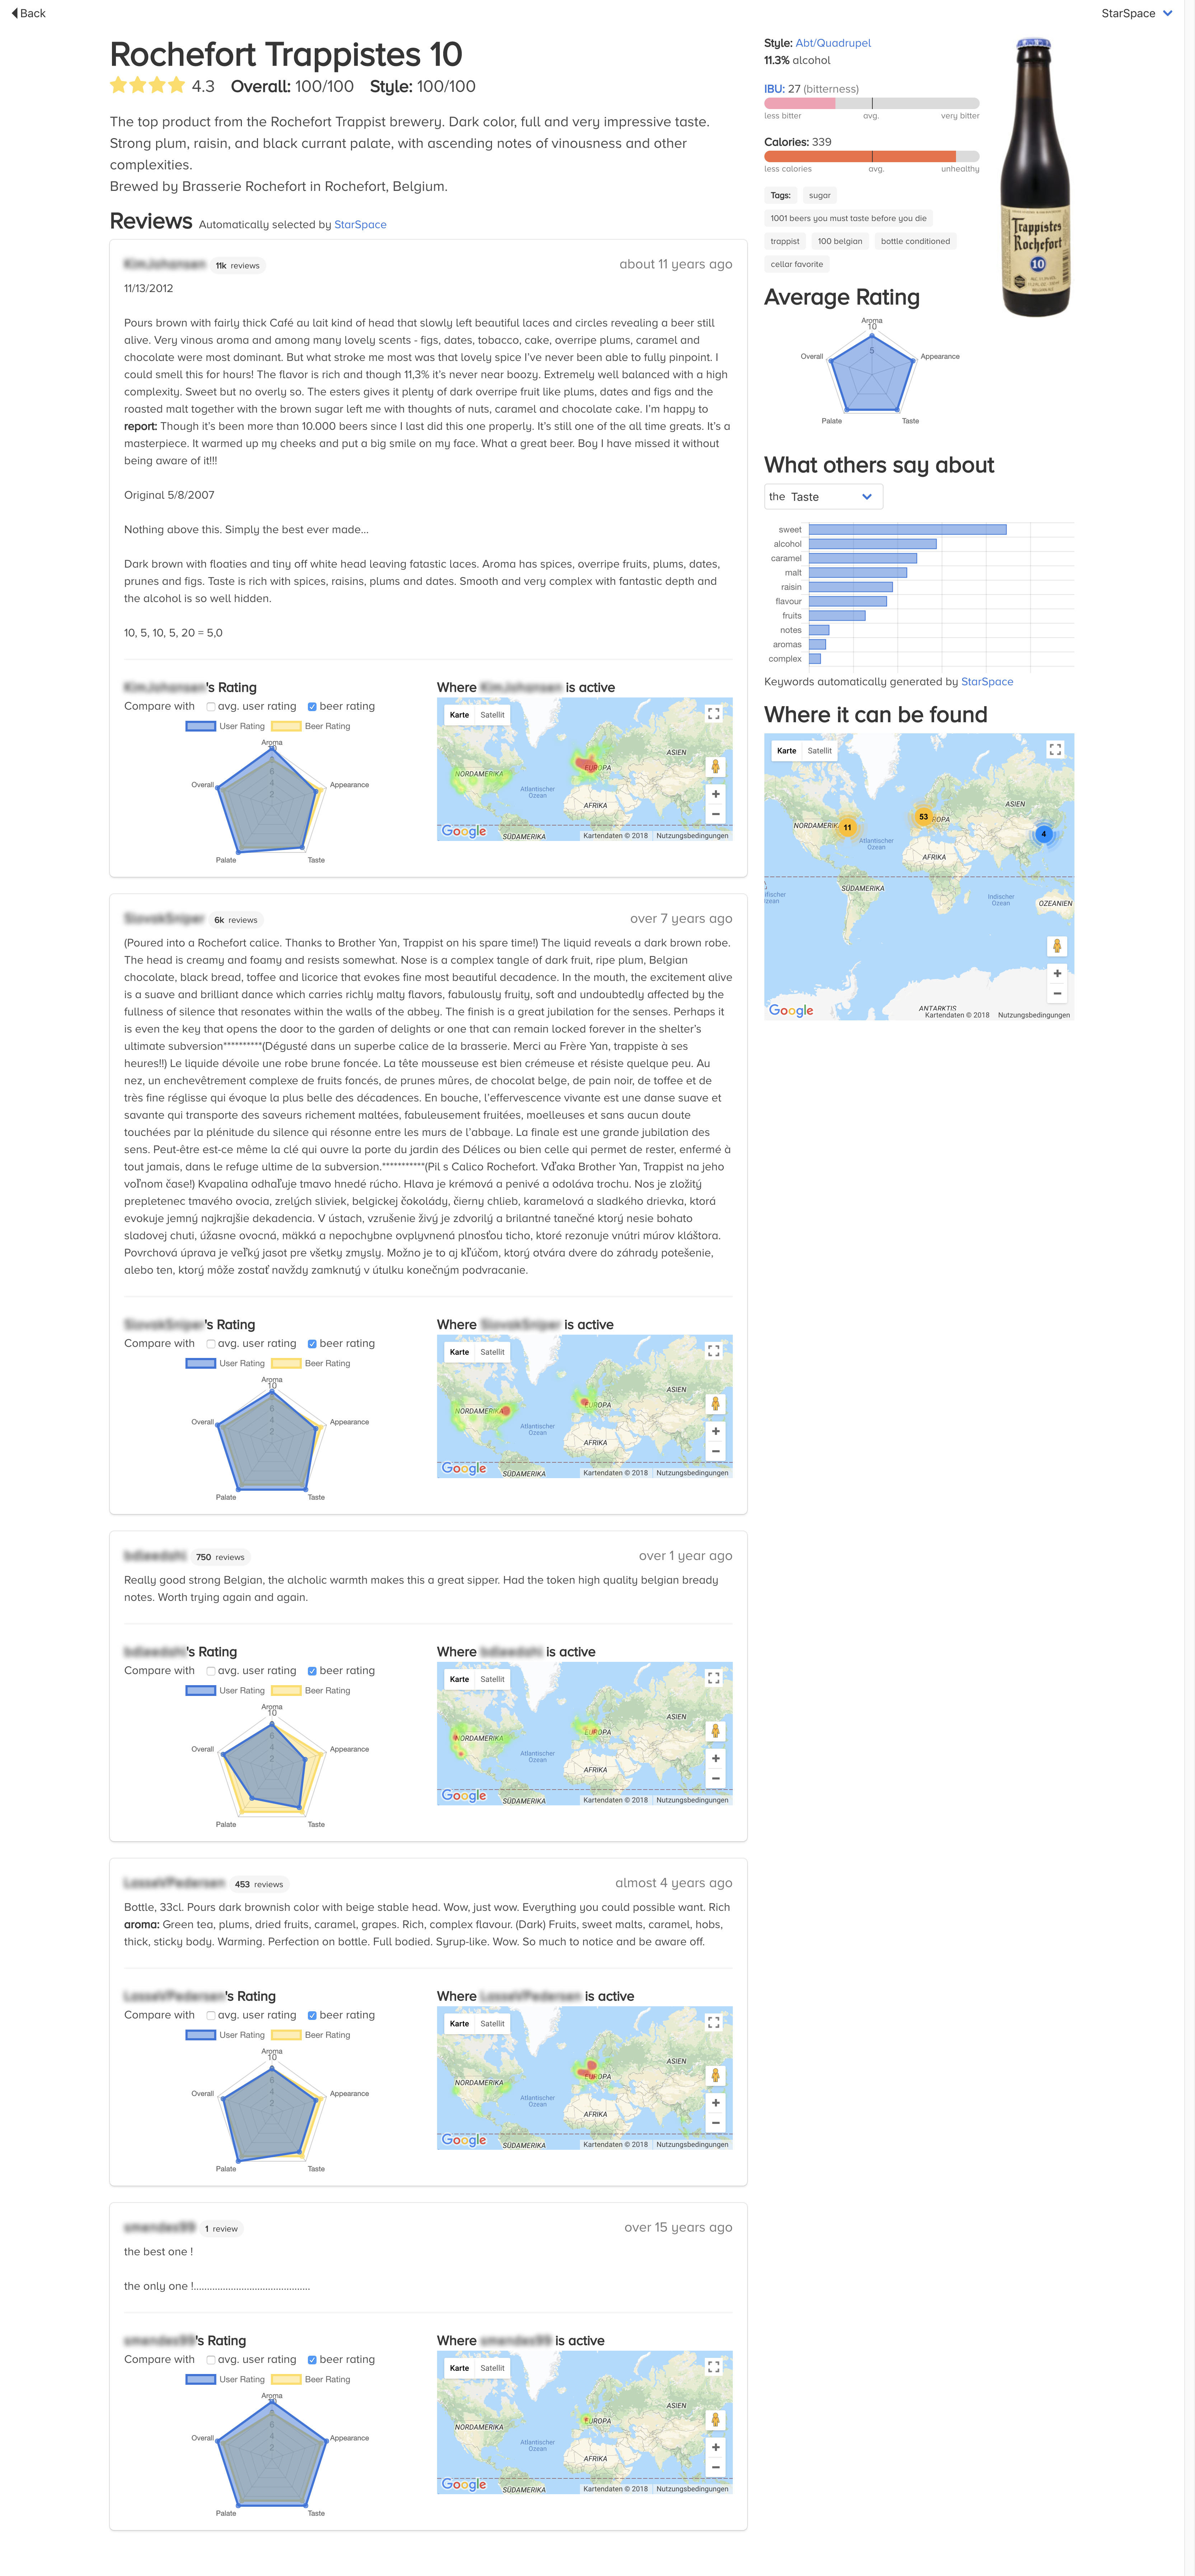 Back
StarSpace
Rochefort Trappistes 10
4.3 Overall: 100/100 Style: 100/100
The top product from the Rochefort Trappist brewery. Dark color, full and very impressive taste.
Strong plum, raisin, and black currant palate, with ascending notes of vinousness and other
complexities.
Brewed by Brasserie Rochefort in Rochefort, Belgium.
Reviews Automatically selected by StarSpace
11k reviews
about 11 years ago
11/13/2012
Pours brown with fairly thick Café au lait kind of head that slowly left beautiful laces and circles revealing a beer still
alive. Very vinous aroma and among many lovely scents - figs, dates, tobacco, cake, overripe plums, caramel and
chocolate were most dominant. But what stroke me most was that lovely spice I've never been able to fully pinpoint. I
could smell this for hours! The flavor is rich and though 11,3% it's never near boozy. Extremely well balanced with a high
complexity. Sweet but no overly so. The esters gives it plenty of dark overripe fruit like plums, dates and figs and the
roasted malt together with the brown sugar left me with thoughts of nuts, caramel and chocolate cake. I'm happy to
report: Though it's been more than 10.000 beers since I last did this one properly. It's still one of the all time greats. It's a
masterpiece. It warmed up my cheeks and put a big smile on my face. What a great beer. Boy I have missed it without
being aware of it!!!
Original 5/8/2007
Nothing above this. Simply the best ever made...
Dark brown with floaties and tiny off white head leaving fatastic laces. Aroma has spices, overripe fruits, plums, dates,
prunes and figs. Taste is rich with spices, raisins, plums and dates. Smooth and very complex with fantastic depth and
the alcohol is so well hidden.
10, 5, 10, 5, 20 = 5,0
's Rating
Compare with avg. user rating beer rating
User Rating Beer Rating
Aroma
Appearance
Taste
Palate
Overall
Where is active
Karte Satellit
NORDAMERIKA
EUROPA
ASIEN
Atlantischer
Ozean
AFRIKA
SÜDAMERIKA
Google
Kartendaten © 2018 Nutzungsbedingungen
6k reviews
over 7 years ago
(Poured into a Rochefort calice. Thanks to Brother Yan, Trappist on his spare time!) The liquid reveals a dark brown robe.
The head is creamy and foamy and resists somewhat. Nose is a complex tangle of dark fruit, ripe plum, Belgian
chocolate, black bread, toffee and licorice that evokes fine most beautiful decadence. In the mouth, the excitement alive
is a suave and brilliant dance which carries richly malty flavors, fabulously fruity, soft and undoubtedly affected by the
fullness of silence that resonates within the walls of the abbey. The finish is a great jubilation for the senses. Perhaps it
is even the key that opens the door to the garden of delights or one that can remain locked forever in the shelter's
ultimate subversion**********(Dégusté dans un superbe calice de la brasserie. Merci au Frère Yan, trappiste à ses
heures!!) Le liquide dévoile une robe brune foncée. La tête mousseuse est bien crémeuse et résiste quelque peu. Au
nez, un enchevêtrement complexe de fruits foncés, de prunes mûres, de chocolat belge, de pain noir, de toffee et de
très fine réglisse qui évoque la plus belle des décadences. En bouche, l'effervescence vivante est une danse suave et
savante qui transporte des saveurs richement maltées, fabuleusement fruitées, moelleuses et sans aucun doute
touchées par la plénitude du silence qui résonne entre les murs de l'abbaye. La finale est une grande jubilation des
sens. Peut-être est-ce même la clé qui ouvre la porte du jardin des Délices ou bien celle qui permet de rester, enfermé à
tout jamais, dans le refuge ultime de la subversion.***********(Pil s Calico Rochefort. Vďaka Brother Yan, Trappist na jeho
voľnom čase!) Kvapalina odhaľuje tmavo hnedé rúcho. Hlava je krémová a penivé a odoláva trochu. Nos je zložitý
prepletenec tmavého ovocia, zrelých sliviek, belgickej čokolády, čierny chlieb, karamelová a sladkého drievka, ktorá
evokuje jemný najkrajšie dekadencia. V ústach, vzrušenie živý je zdvorilý a brilantné tanečné ktorý nesie bohato
sladovej chuti, úžasne ovocná, mäkká a nepochybne ovplyvnená plnosťou ticho, ktoré rezonuje vnútri múrov kláštora.
Povrchová úprava je veľký jasot pre všetky zmysly. Možno je to aj kľúčom, ktorý otvára dvere do záhrady potešenie,
alebo ten, ktorý môže zostať navždy zamknutý v útulku konečným podvracanie.
's Rating
Compare with avg. user rating beer rating
User Rating Beer Rating
Aroma
10
Appearance
Taste
Palate
Overall
Where is active
Karte Satellit
NORDAMERIKA
EUROPA
ASIEN
Atlantischer
Ozean
AFRIKA
SÜDAMERIKA
Google
Kartendaten © 2018 Nutzungsbedingungen
750 reviews
over 1 year ago
Really good strong Belgian, the alcholic warmth makes this a great sipper. Had the token high quality belgian bready
notes. Worth trying again and again.
's Rating
Compare with avg. user rating beer rating
User Rating Beer Rating
Aroma
10
Appearance
Taste
Palate
Overall
Where is active
Karte Satellit
NORDAMERIKA
EUROPA
ASIEN
Atlantischer
Ozean
AFRIKA
SÜDAMERIKA
Google
Kartendaten © 2018 Nutzungsbedingungen
453 reviews
almost 4 years ago
Bottle, 33cl. Pours dark brownish color with beige stable head. Wow, just wow. Everything you could possible want. Rich
aroma: Green tea, plums, dried fruits, caramel, grapes. Rich, complex flavour. (Dark) Fruits, sweet malts, caramel, hobs,
thick, sticky body. Warming. Perfection on bottle. Full bodied. Syrup-like. Wow. So much to notice and be aware off.
's Rating
Compare with avg. user rating beer rating
User Rating Beer Rating
Aroma
10
Appearance
Taste
Palate
Overall
Where is active
Karte Satellit
NORDAMERIKA
EUROPA
ASIEN
Atlantischer
Ozean
AFRIKA
SÜDAMERIKA
Google
Kartendaten © 2018 Nutzungsbedingungen
1 review
over 15 years ago
the best one !
the only one !..........................................
's Rating
Compare with avg. user rating beer rating
User Rating Beer Rating
Aroma
Appearance
Taste
Palate
Overall
Where is active
Karte Satellit
NORDAMERIKA
EUROPA
ASIEN
Atlantischer
Ozean
AFRIKA
SÜDAMERIKA
Google
Kartendaten © 2018 Nutzungsbedingungen
Style: Abt/Quadrupel
11.3% alcohol
IBU: 27 (bitterness)
less bitter avg. very bitter
Calories: 339
less calories avg. unhealthy
Tags: sugar
1001 beers you must taste before you die
trappist 100 belgian bottle conditioned
cellar favorite
Trappistes
Rochefort
10
Average Rating
Aroma
10
5
Appearance
Taste
Palate
Overall
What others say about
the Taste
sweet
alcohol
caramel
malt
raisin
flavour
fruits
notes
aromas
complex
Keywords automatically generated by StarSpace
Where it can be found
Karte Satellit
ASIEN
NORDAMERIK
11
53
ROPA
4
Atlantischer
Ozean
AFRIKA
SÜDAMERIKA
Indischer
Ozean
OZEANIEN
ANTARKTIS
Google
Kartendaten © 2018 Nutzungsbedingungen